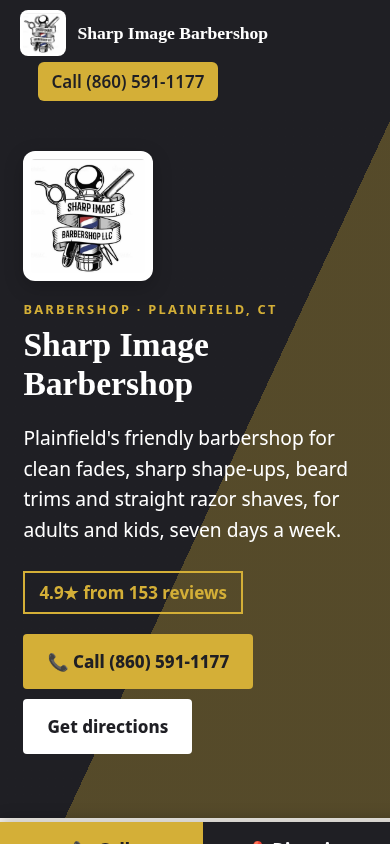 Sharp Image Barbershop
Call (860) 591-1177
SHARP IMAGE
BARBERSHOP LLC
BARBERSHOP · PLAINFIELD, CT
Sharp Image
Barbershop
Plainfield's friendly barbershop for
clean fades, sharp shape-ups, beard
trims and straight razor shaves, for
adults and kids, seven days a week.
4.9★ from 153 reviews
📞 Call (860) 591-1177
Get directions